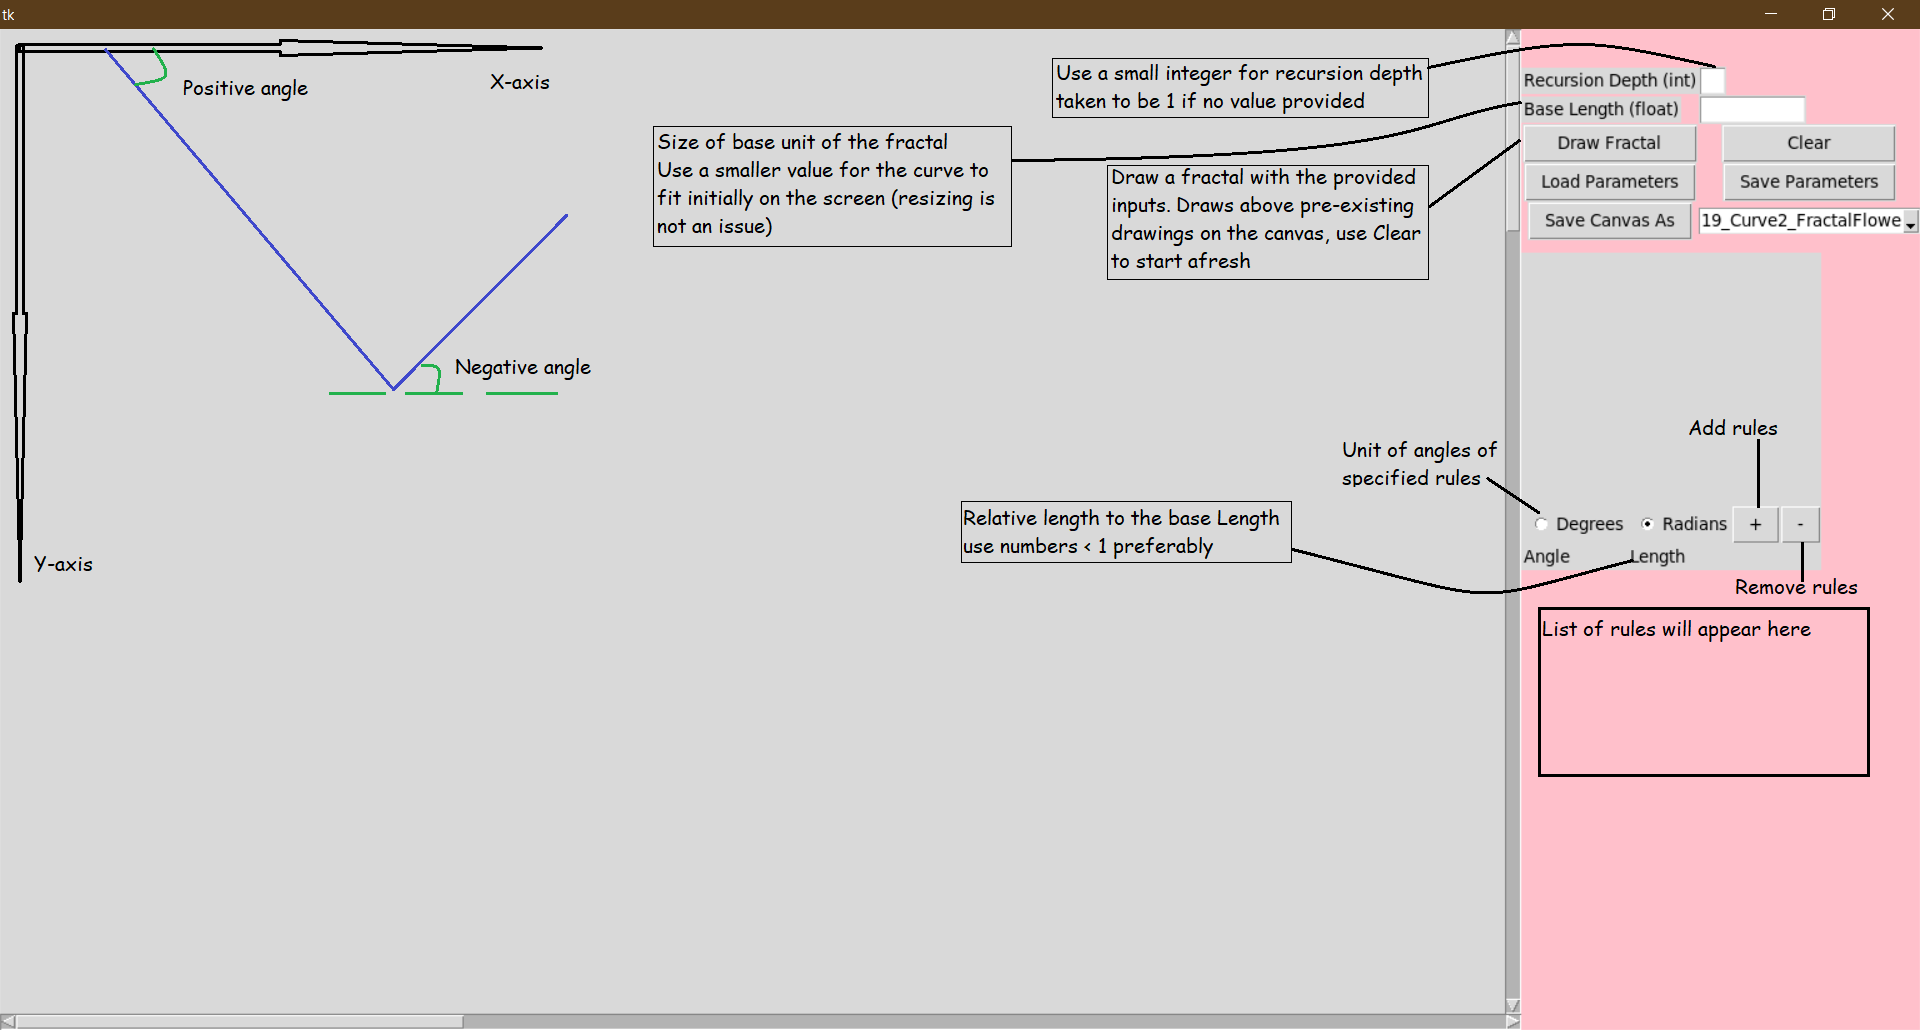 tk
X-axis
Positive angle
Use a small integer for recursion depth
taken to be 1 if no value provided
Size of base unit of the fractal
Use a smaller value for the curve to
fit initially on the screen (resizing is
not an issue)
Draw a fractal with the provided
inputs. Draws above pre-existing
drawings on the canvas, use Clear
to start afresh
Negative angle
Y-axis
Unit of angles of
specified rules
Relative length to the base Length
use numbers < 1 preferably
Recursion Depth (int)
Base Length (float)
Draw Fractal Clear
Load Parameters Save Parameters
Save Canvas As 19_Curve2_FractalFlowe
Add rules
Degrees Radians + -
Angle Length
Remove rules
List of rules will appear here